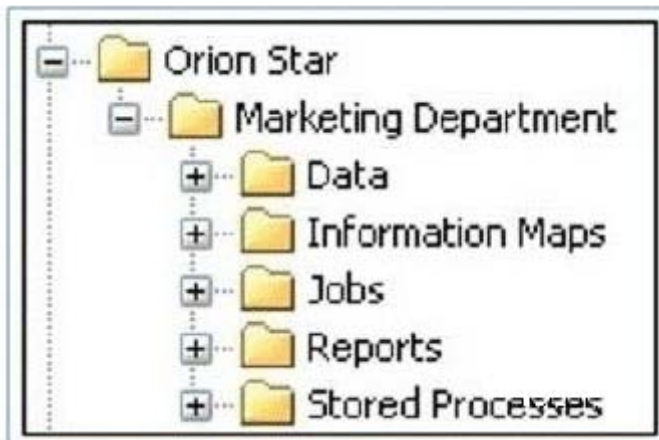 Orion Star
Marketing Department
Data
Information Maps
Jobs
Reports
Stored Processes